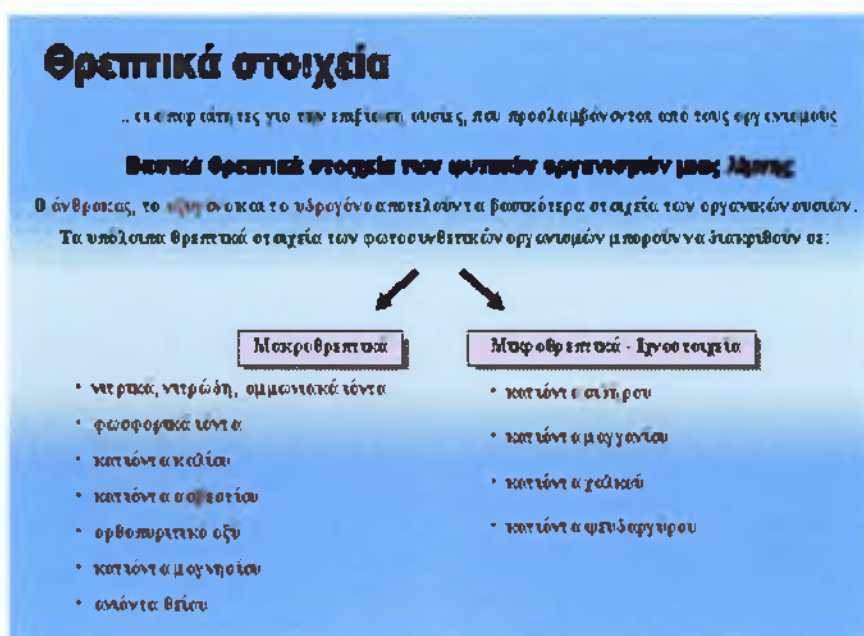 Θρεπτικά στοιχεία
.. οι απαραίτητες για την επιβίωση ουσίες, που προσλαμβάνονται από τους οργανισμούς
Βασικά θρεπτικά στοιχεία των φυτικών οργανισμών μιας λίμνης
Ο άνθρακας, το οξυγόνο και το υδρογόνο αποτελούν τα βασικότερα στοιχεία των οργανικών ουσιών.
Τα υπόλοιπα θρεπτικά στοιχεία των φωτοσυνθετικών οργανισμών μπορούν να διακριθούν σε:
Μακροθρεπτικά
• νιτρικά, νιτρώδη, αμμωνιακά ιόντα
• φωσφορικά ιόντα
• κατιόντα καλίου
• κατιόντα ασβεστίου
• ορθοπυριτικό οξύ
• κατιόντα μαγνησίου
• ανιόντα θείου
Μικροθρεπτικά - Ιχνοστοιχεία
• κατιόντα σιδήρου
• κατιόντα μαγγανίου
• κατιόντα χαλκού
• κατιόντα ψευδαργύρου